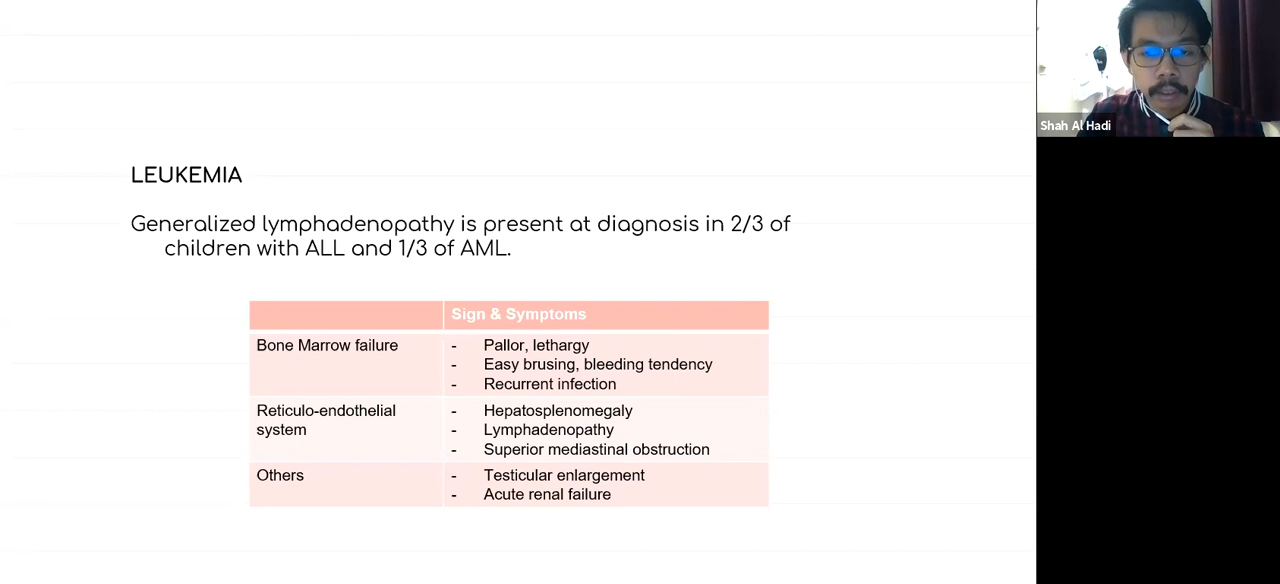 LEUKEMIA
Generalized lymphadenopathy is present at diagnosis in 2/3 of
children with ALL and 1/3 of AML.
Sign & Symptoms
Bone Marrow failure
- Pallor, lethargy
- Easy brusing, bleeding tendency
- Recurrent infection
Reticulo-endothelial
system
- Hepatosplenomegaly
- Lymphadenopathy
- Superior mediastinal obstruction
Others
- Testicular enlargement
- Acute renal failure
Shah Al Hadi